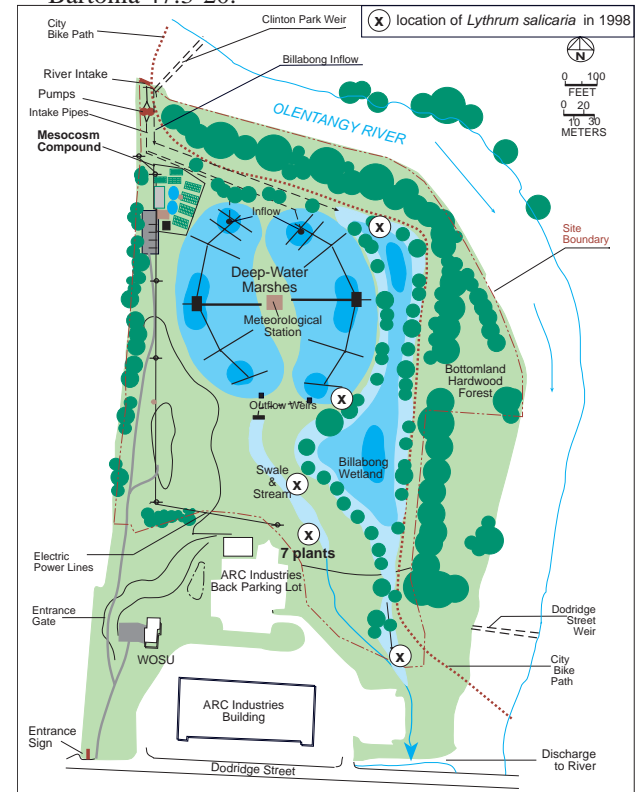 Bartonia 47:3-20.
City
Bike Path
Clinton Park Weir
x location of Lythrum salicaria in 1998
N
Billabong Inflow
River Intake
Pumps
Intake Pipes
Mesocosm
Compound
0 100
FEET
0 20
10 30
METERS
OLENTANGY RIVER
Inflow
Site
Boundary
x
Deep-Water
Marshes
Meteorological
Station
Bottomland
Hardwood
Forest
x
Outflow Weirs
Billabong
Wetland
Swale
&
Stream
x
x
7 plants
Electric
Power Lines
ARC Industries
Back Parking Lot
Entrance
Gate
Dodridge
Street
Weir
WOSU
x
City
Bike
Path
ARC Industries
Building
Entrance
Sign
Discharge
to River
Dodridge Street